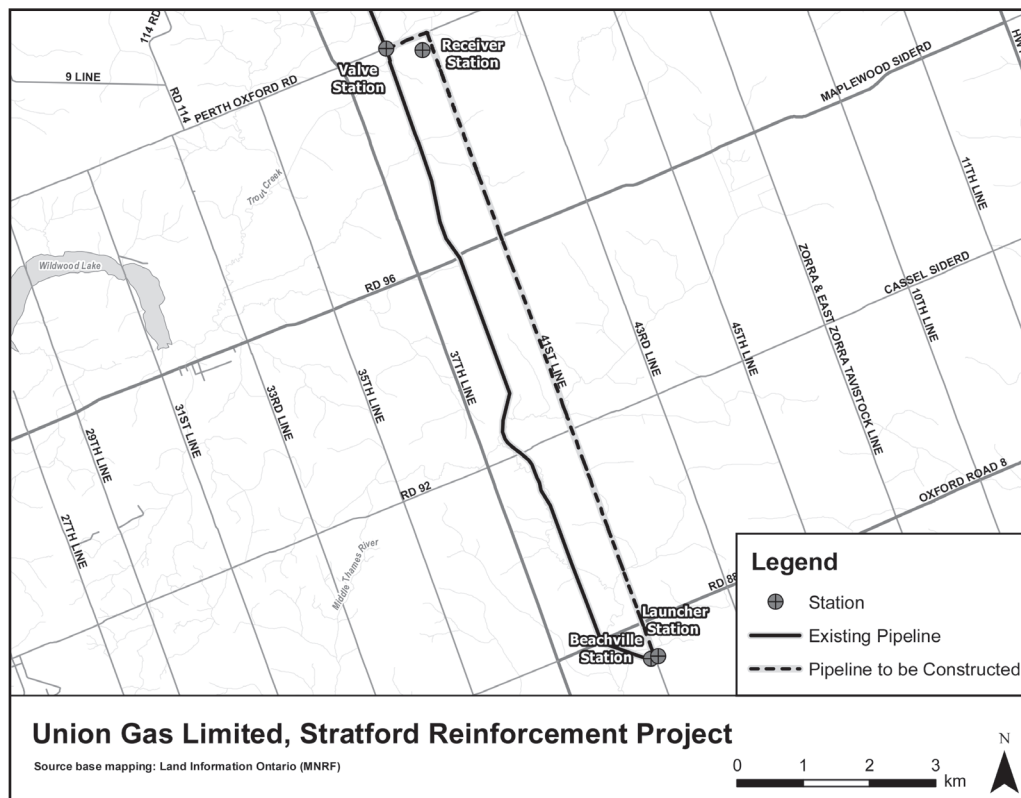 114 RD
9 LINE
RD 114
PERTH OXFORD RD
Valve
Station
Receiver
Station
MAPLEWOOD SIDERD
Trout Creek
Wildwood Lake
RD 96
11TH LINE
CASSEL SIDERD
10TH LINE
ZORRA & EAST ZORRA TAVISTOCK LINE
45TH LINE
43RD LINE
41ST LINE
37TH LINE
35TH LINE
33RD LINE
31ST LINE
29TH LINE
27TH LINE
RD 92
Middle Thames River
OXFORD ROAD 8
RD 88
Launcher
Station
Beachville
Station
Legend
Station
Existing Pipeline
Pipeline to be Constructed
Union Gas Limited, Stratford Reinforcement Project
Source base mapping: Land Information Ontario (MNRF)
N
0 1 2 3
km